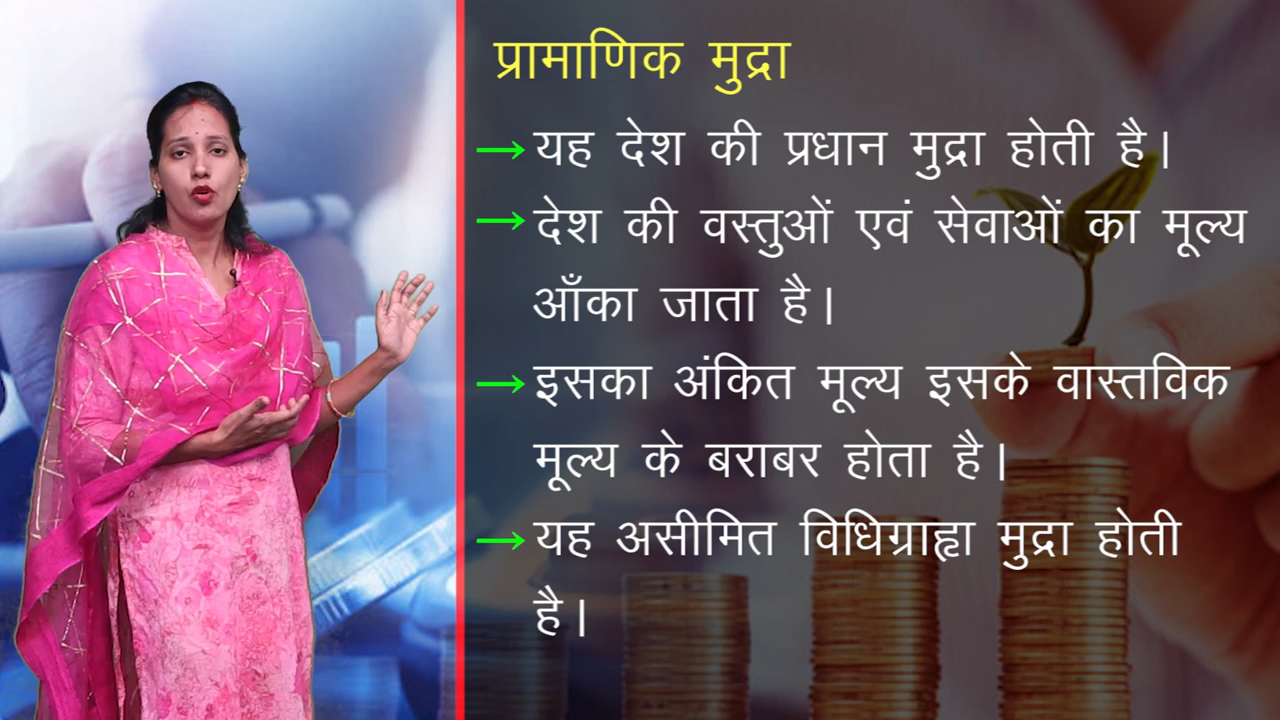 प्रामाणिक मुद्रा
→ यह देश की प्रधान मुद्रा होती है।
→ देश की वस्तुओं एवं सेवाओं का मूल्य
आँका जाता है।
→ इसका अंकित मूल्य इसके वास्तविक
मूल्य के बराबर होता है।
→ यह असीमित विधिग्राह्य मुद्रा होती
है।